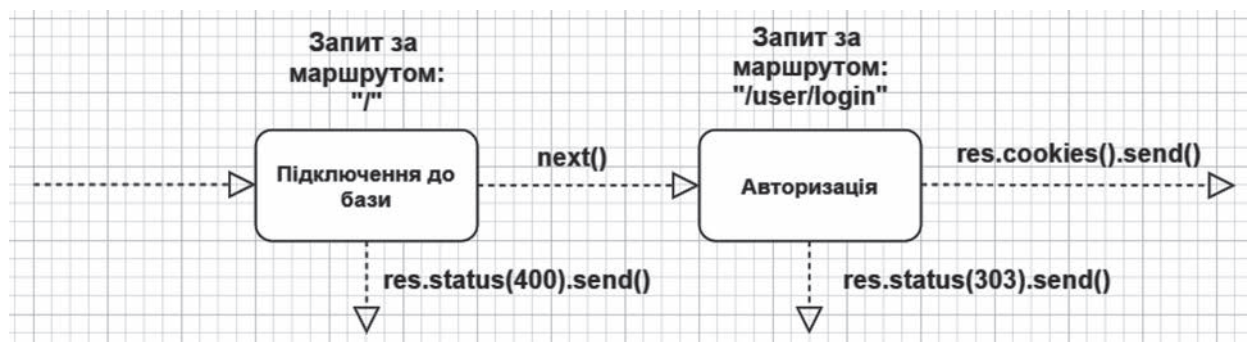 Запит за
маршрутом:
"/"
Підключення до
бази
next()
res.status(400).send()
Запит за
маршрутом:
"/user/login"
Авторизація
res.cookies().send()
res.status(303).send()